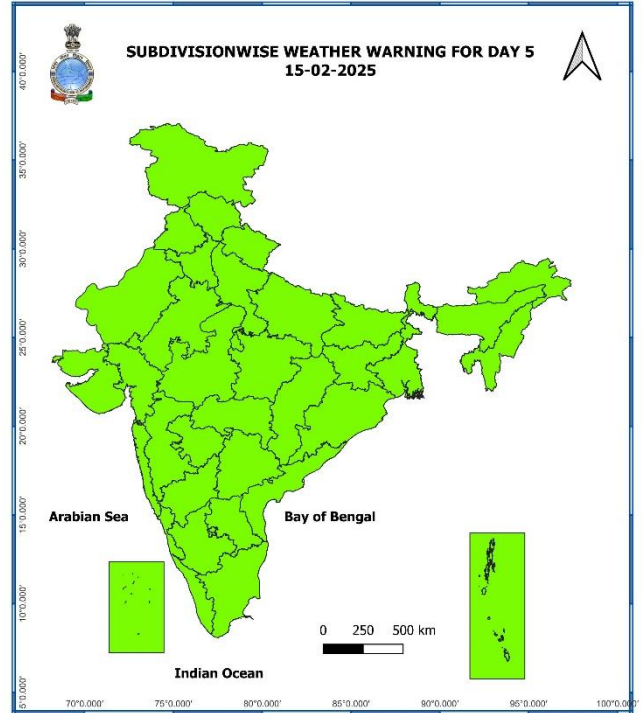 SUBDIVISIONWISE WEATHER WARNING FOR DAY 5
15-02-2025
40°0.000'
35°0.000'
30°0.000'
25°0.000'
20°0.000'
15°0.000'
10°0.000'
5°0.000'
Arabian Sea
Bay of Bengal
0 250 500 km
Indian Ocean
70°0.000' 75°0.000' 80°0.000' 85°0.000' 90°0.000' 95°0.000' 100°0.000'